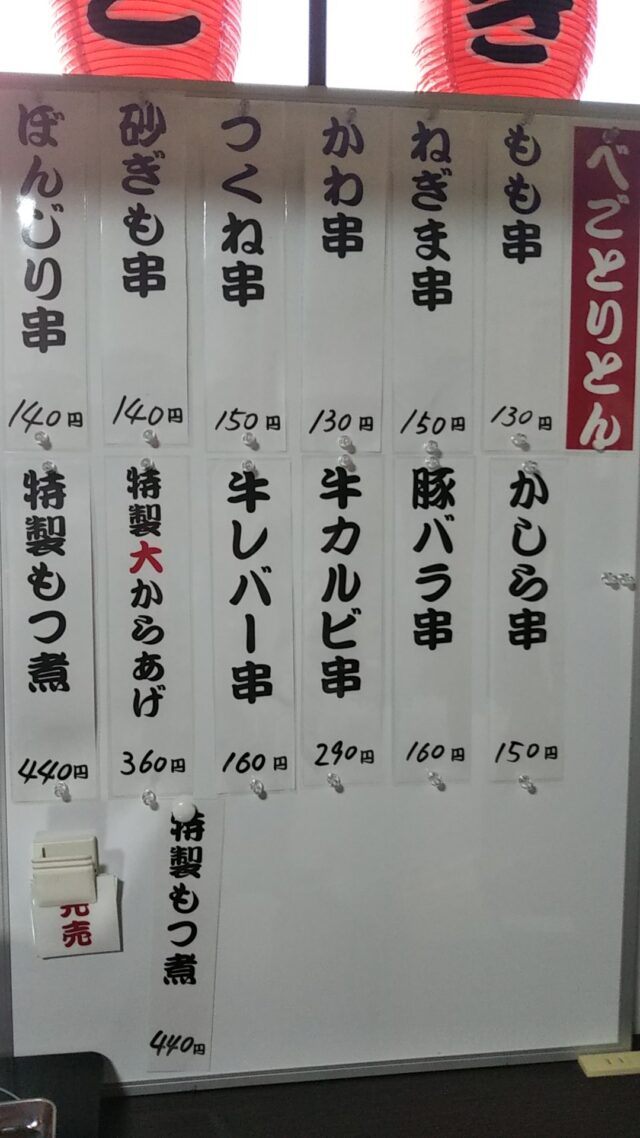 と
き
べごとりとん
もも串
130円
ねぎま串
150円
かわ串
130円
つくね串
150円
砂ぎも串
140円
ぼんじり串
140円
かしら串
150円
豚バラ串
160円
牛カルビ串
290円
牛レバー串
160円
特製大からあげ
360円
特製もつ煮
440円
特製もつ煮
440円
完売